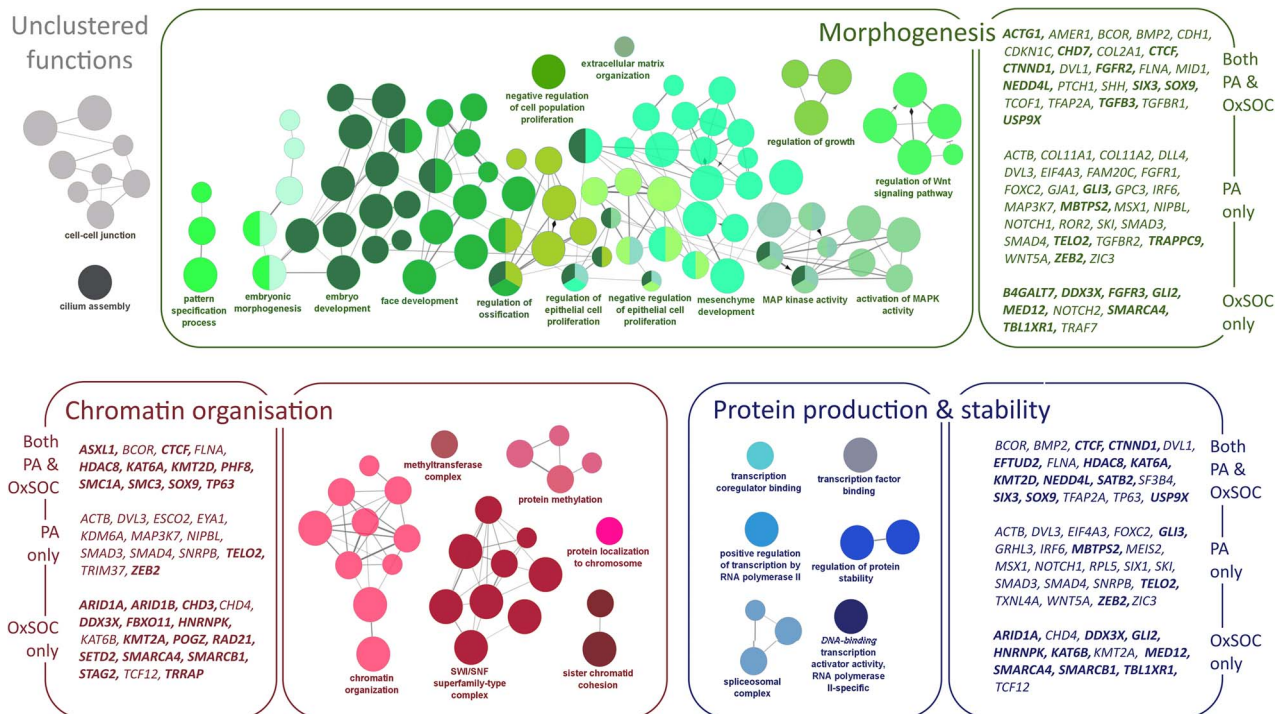 Unclustered
functions
cell-cell junction
cilium assembly
Morphogenesis
negative regulation
of cell population
proliferation
extracellular matrix
organization
regulation of growth
regulation of Wnt
signaling pathway
pattern
specification
process
embryonic
morphogenesis
embryo
development
face development
regulation of
ossification
regulation of
epithelial cell
proliferation
negative regulation
of epithelial cell
proliferation
mesenchyme
development
MAP kinase activity
activation of MAPK
activity
ACTG1, AMER1, BCOR, BMP2, CDH1,
CDKN1C, CHD7, COL2A1, CTCF,
CTNND1, DVL1, FGFR2, FLNA, MID1,
NEDD4L, PTCH1, SHH, SIX3, SOX9,
TCOF1, TFAP2A, TGFB3, TGFBR1,
USP9X
Both
PA &
OxSOC
ACTB, COL11A1, COL11A2, DLL4,
DVL3, EIF4A3, FAM20C, FGFR1,
FOXC2, GJA1, GLI3, GPC3, IRF6,
MAP3K7, MBTPS2, MSX1, NIPBL,
NOTCH1, ROR2, SKI, SMAD3,
SMAD4, TELO2, TGFBR2, TRAPPC9,
WNT5A, ZEB2, ZIC3
PA
only
B4GALT7, DDX3X, FGFR3, GLI2,
MED12, NOTCH2, SMARCA4,
TBL1XR1, TRAF7
OxSOC
only
Chromatin organisation
Both
PA &
OxSOC
ASXL1, BCOR, CTCF, FLNA,
HDAC8, KAT6A, KMT2D, PHF8,
SMC1A, SMC3, SOX9, TP63
PA
only
ACTB, DVL3, ESCO2, EYA1,
KDM6A, MAP3K7, NIPBL,
SMAD3, SMAD4, SNRPB, TELO2,
TRIM37, ZEB2
OxSOC
only
ARID1A, ARID1B, CHD3, CHD4,
DDX3X, FBXO11, HNRNPK,
KAT6B, KMT2A, POGZ, RAD21,
SETD2, SMARCA4, SMARCB1,
STAG2, TCF12, TRRAP
methyltransferase
complex
protein methylation
protein localization
to chromosome
chromatin
organization
SWI/SNF
superfamily-type
complex
sister chromatid
cohesion
Protein production & stability
transcription
coregulator binding
transcription factor
binding
positive regulation
of transcription by
RNA polymerase II
regulation of protein
stability
spliceosomal
complex
DNA-binding
transcription
activator activity,
RNA polymerase
II-specific
BCOR, BMP2, CTCF, CTNND1, DVL1,
EFTUD2, FLNA, HDAC8, KAT6A,
KMT2D, NEDD4L, SATB2, SF3B4,
SIX3, SOX9, TFAP2A, TP63, USP9X
Both
PA &
OxSOC
ACTB, DVL3, EIF4A3, FOXC2, GLI3,
GRHL3, IRF6, MBTPS2, MEIS2,
MSX1, NOTCH1, RPL5, SIX1, SKI,
SMAD3, SMAD4, SNRPB, TELO2,
TXNL4A, WNT5A, ZEB2, ZIC3
PA
only
ARID1A, CHD4, DDX3X, GLI2,
HNRNPK, KAT6B, KMT2A, MED12,
SMARCA4, SMARCB1, TBL1XR1,
TCF12
OxSOC
only